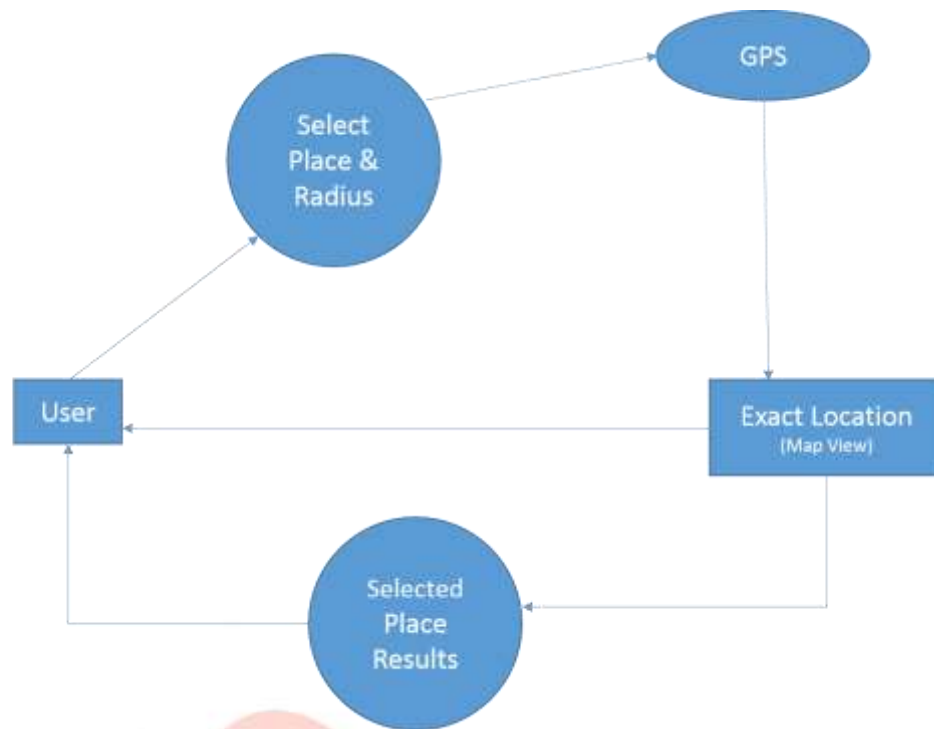 GPS
Select
Place &
Radius
User
Exact Location
(Map View)
Selected
Place
Results